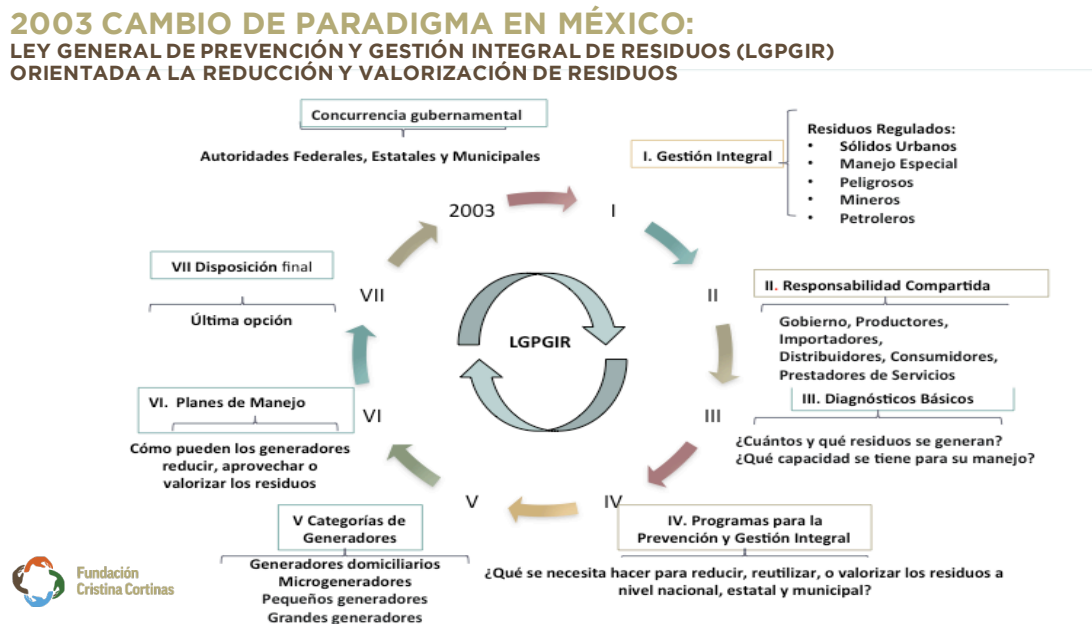 2003 CAMBIO DE PARADIGMA EN MÉXICO:
LEY GENERAL DE PREVENCIÓN Y GESTIÓN INTEGRAL DE RESIDUOS (LGPGIR)
ORIENTADA A LA REDUCCIÓN Y VALORIZACIÓN DE RESIDUOS
Concurrencia gubernamental
Autoridades Federales, Estatales y Municipales
I. Gestión Integral
Residuos Regulados:
• Sólidos Urbanos
• Manejo Especial
• Peligrosos
• Mineros
• Petroleros
2003
I
II
III
IV
V
VI
VII
LGPGIR
II. Responsabilidad Compartida
Gobierno, Productores,
Importadores,
Distribuidores, Consumidores,
Prestadores de Servicios
III. Diagnósticos Básicos
¿Cuántos y qué residuos se generan?
¿Qué capacidad se tiene para su manejo?
IV. Programas para la
Prevención y Gestión Integral
¿Qué se necesita hacer para reducir, reutilizar, o valorizar los residuos a
nivel nacional, estatal y municipal?
V Categorías de
Generadores
Generadores domiciliarios
Microgeneradores
Pequeños generadores
Grandes generadores
VI. Planes de Manejo
Cómo pueden los generadores
reducir, aprovechar o
valorizar los residuos
VII Disposición final
Última opción
Fundación
Cristina Cortinas